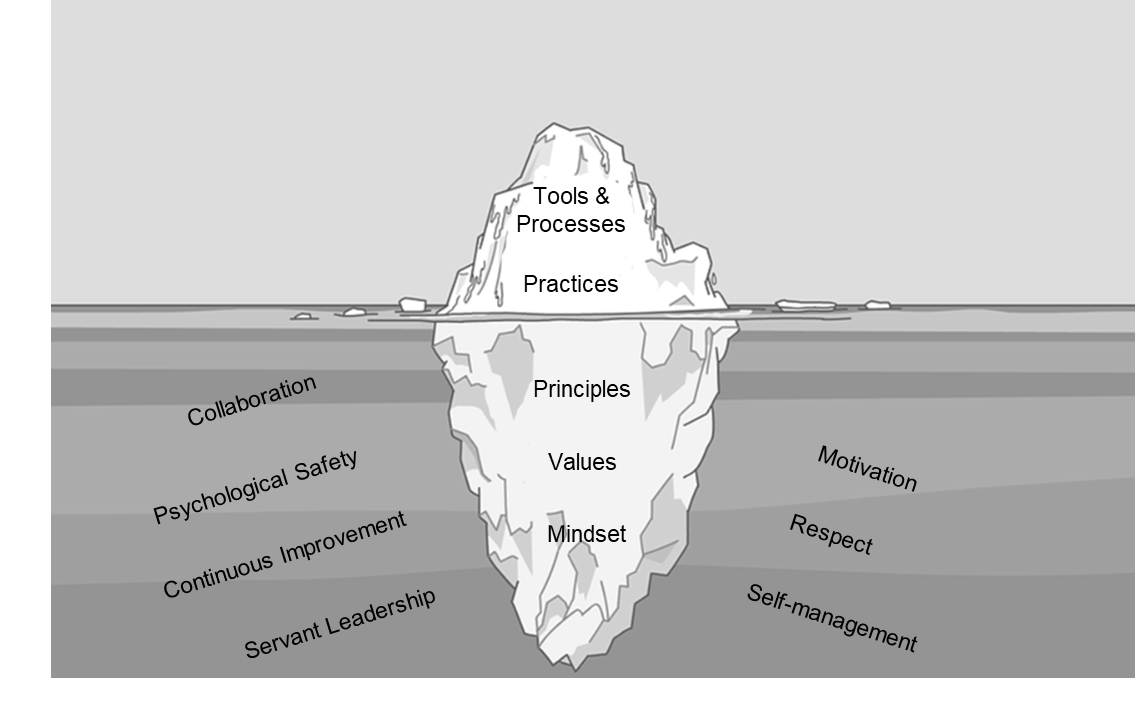 Tools &
Processes
Practices
Principles
Values
Mindset
Collaboration
Psychological Safety
Continuous Improvement
Servant Leadership
Motivation
Respect
Self-management